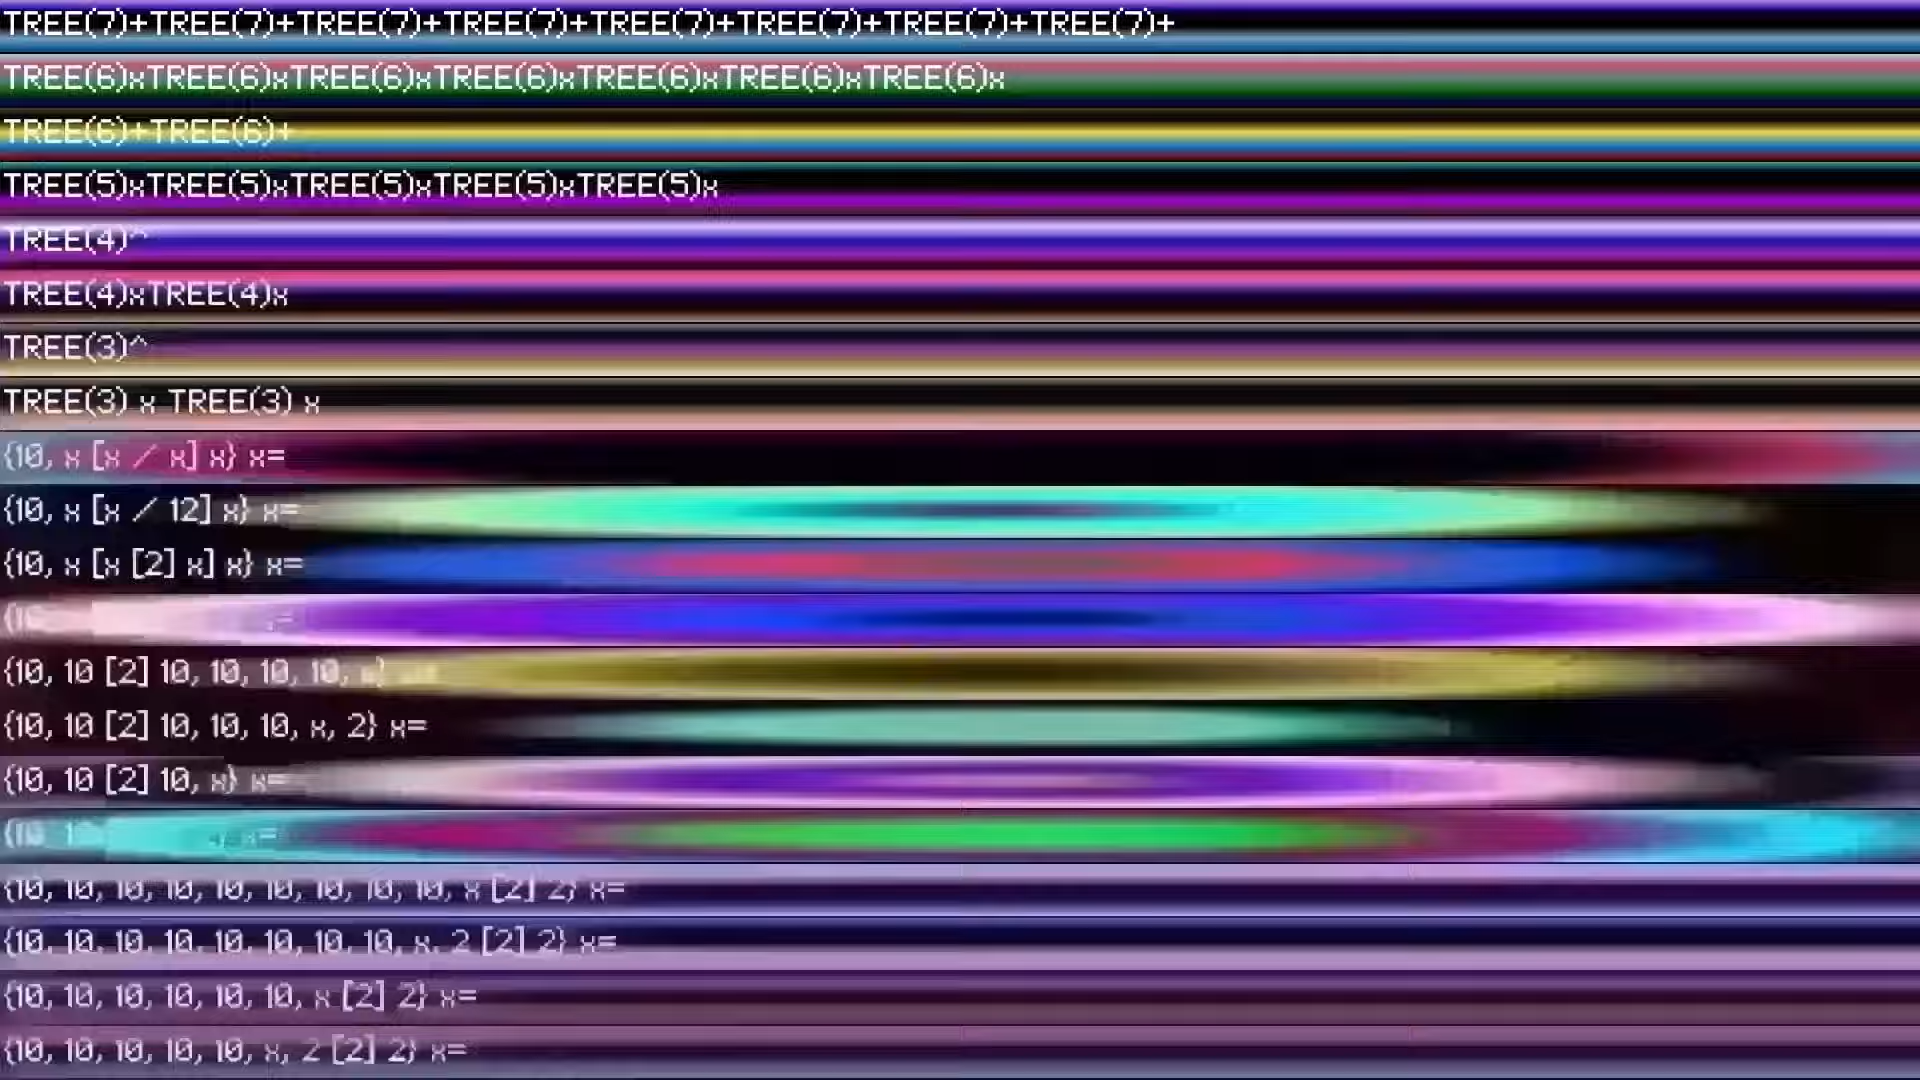 TREE(7)+TREE(7)+TREE(7)+TREE(7)+TREE(7)+TREE(7)+TREE(7)+TREE(7)+
TREE(6)xTREE(6)xTREE(6)xTREE(6)xTREE(6)xTREE(6)xTREE(6)x
TREE(6)+TREE(6)+
TREE(5)xTREE(5)xTREE(5)xTREE(5)xTREE(5)x
TREE(4)^
TREE(4)xTREE(4)x
TREE(3)^
TREE(3) x TREE(3) x
{10, x [x / x] x} x=
{10, x [x / 12] x} x=
{10, x [x [2] x] x} x=
{10
{10, 10 [2] 10, 10, 10, 10, x}
{10, 10 [2] 10, 10, 10, x, 2} x=
{10, 10 [2] 10, x} x=
{10
{10, 10, 10, 10, 10, 10, 10, 10, 10, x [2] 2} x=
{10, 10, 10, 10, 10, 10, 10, 10, x, 2 [2] 2} x=
{10, 10, 10, 10, 10, 10, x [2] 2} x=
{10, 10, 10, 10, 10, x, 2 [2] 2} x=